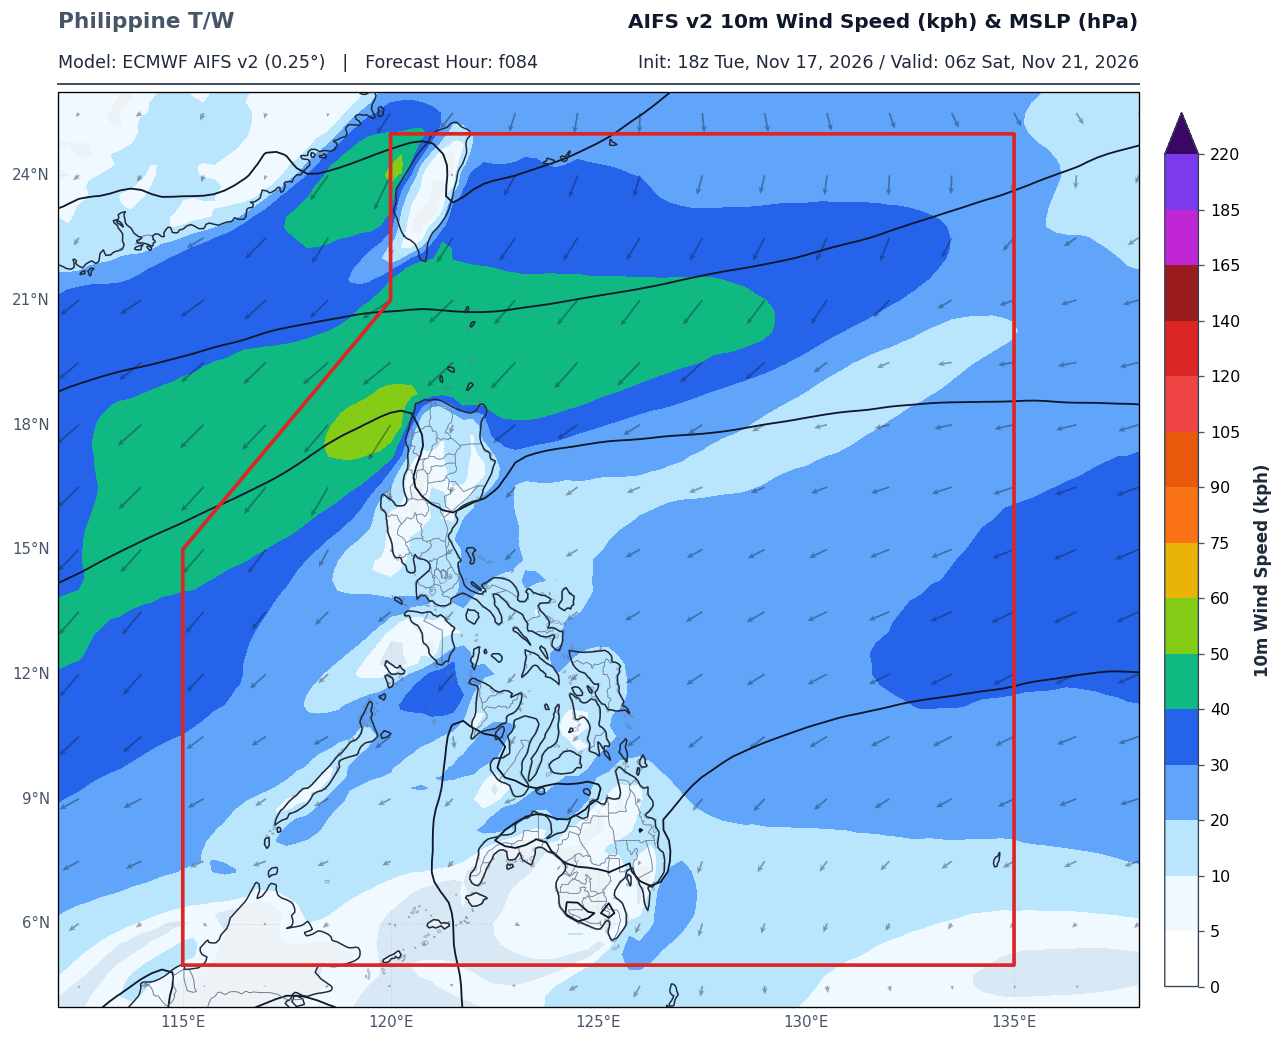 Philippine T/W
AIFS v2 10m Wind Speed (kph) & MSLP (hPa)
Model: ECMWF AIFS v2 (0.25°) | Forecast Hour: f084
Init: 18z Tue, Nov 17, 2026 / Valid: 06z Sat, Nov 21, 2026
24°N
21°N
18°N
15°N
12°N
9°N
6°N
115°E
120°E
125°E
130°E
135°E
220
185
165
140
120
105
90
75
60
50
40
30
20
10
5
0
10m Wind Speed (kph)